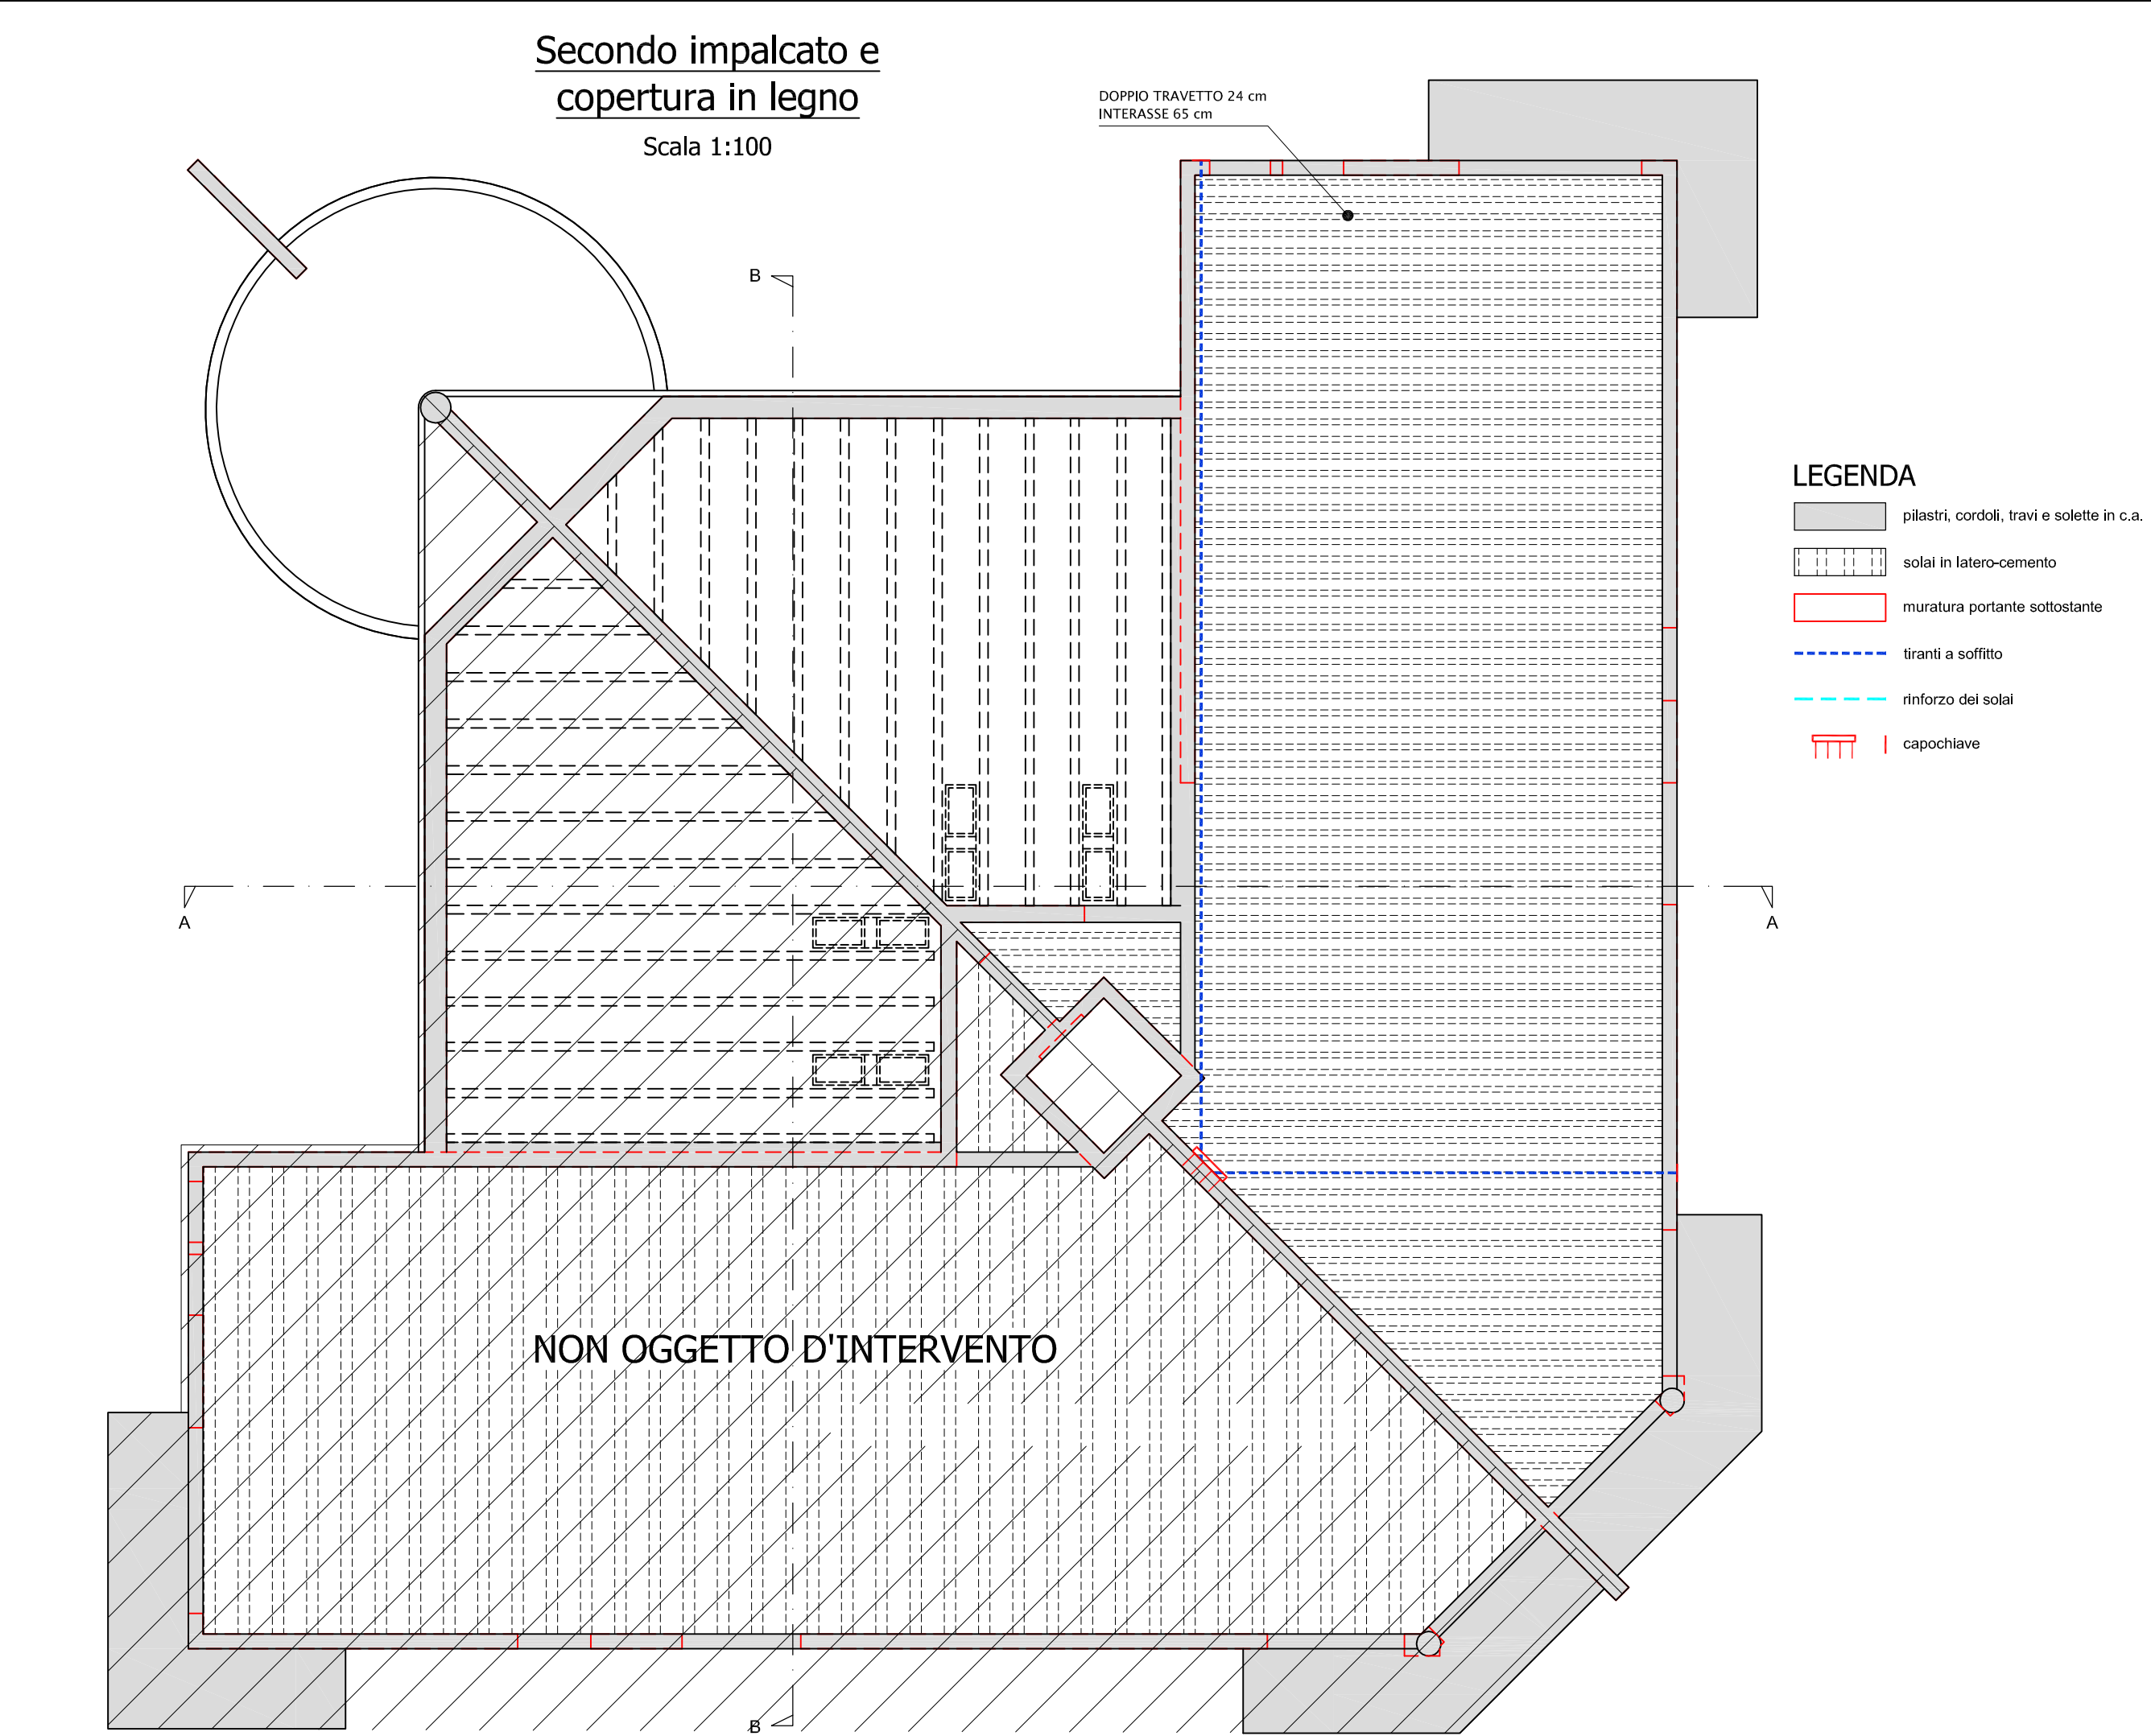 Secondo impalcato e
copertura in legno
Scala 1:100
DOPPIO TRAVETTO 24 cm
INTERASSE 65 cm
B
LEGENDA
pilastri, cordoli, travi e solette in c.a.
solai in latero-cemento
muratura portante sottostante
tiranti a soffitto
rinforzo dei solai
capochiave
A
A
NON OGGETTO D'INTERVENTO
B